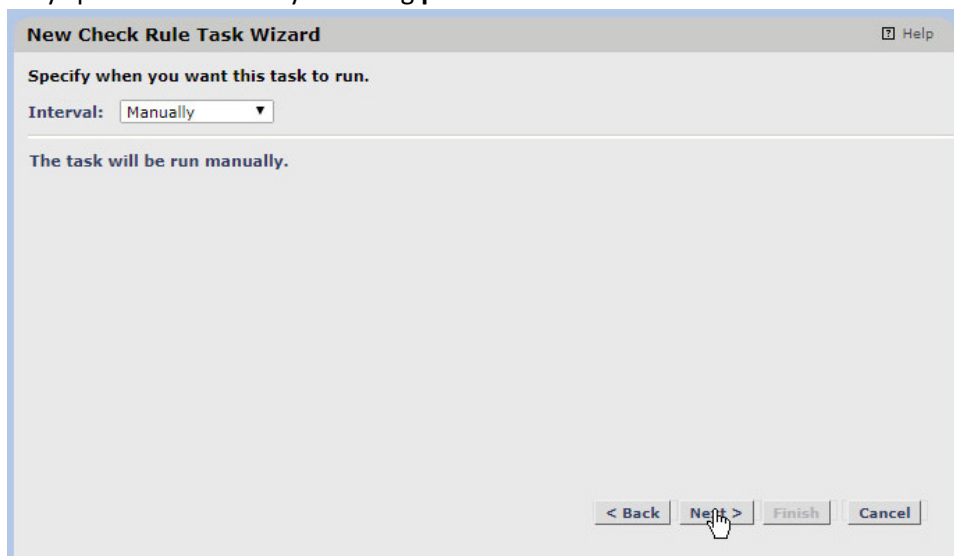 New Check Rule Task Wizard
? Help
Specify when you want this task to run.
Interval: Manually ▼
The task will be run manually.
< Back Next > Finish Cancel